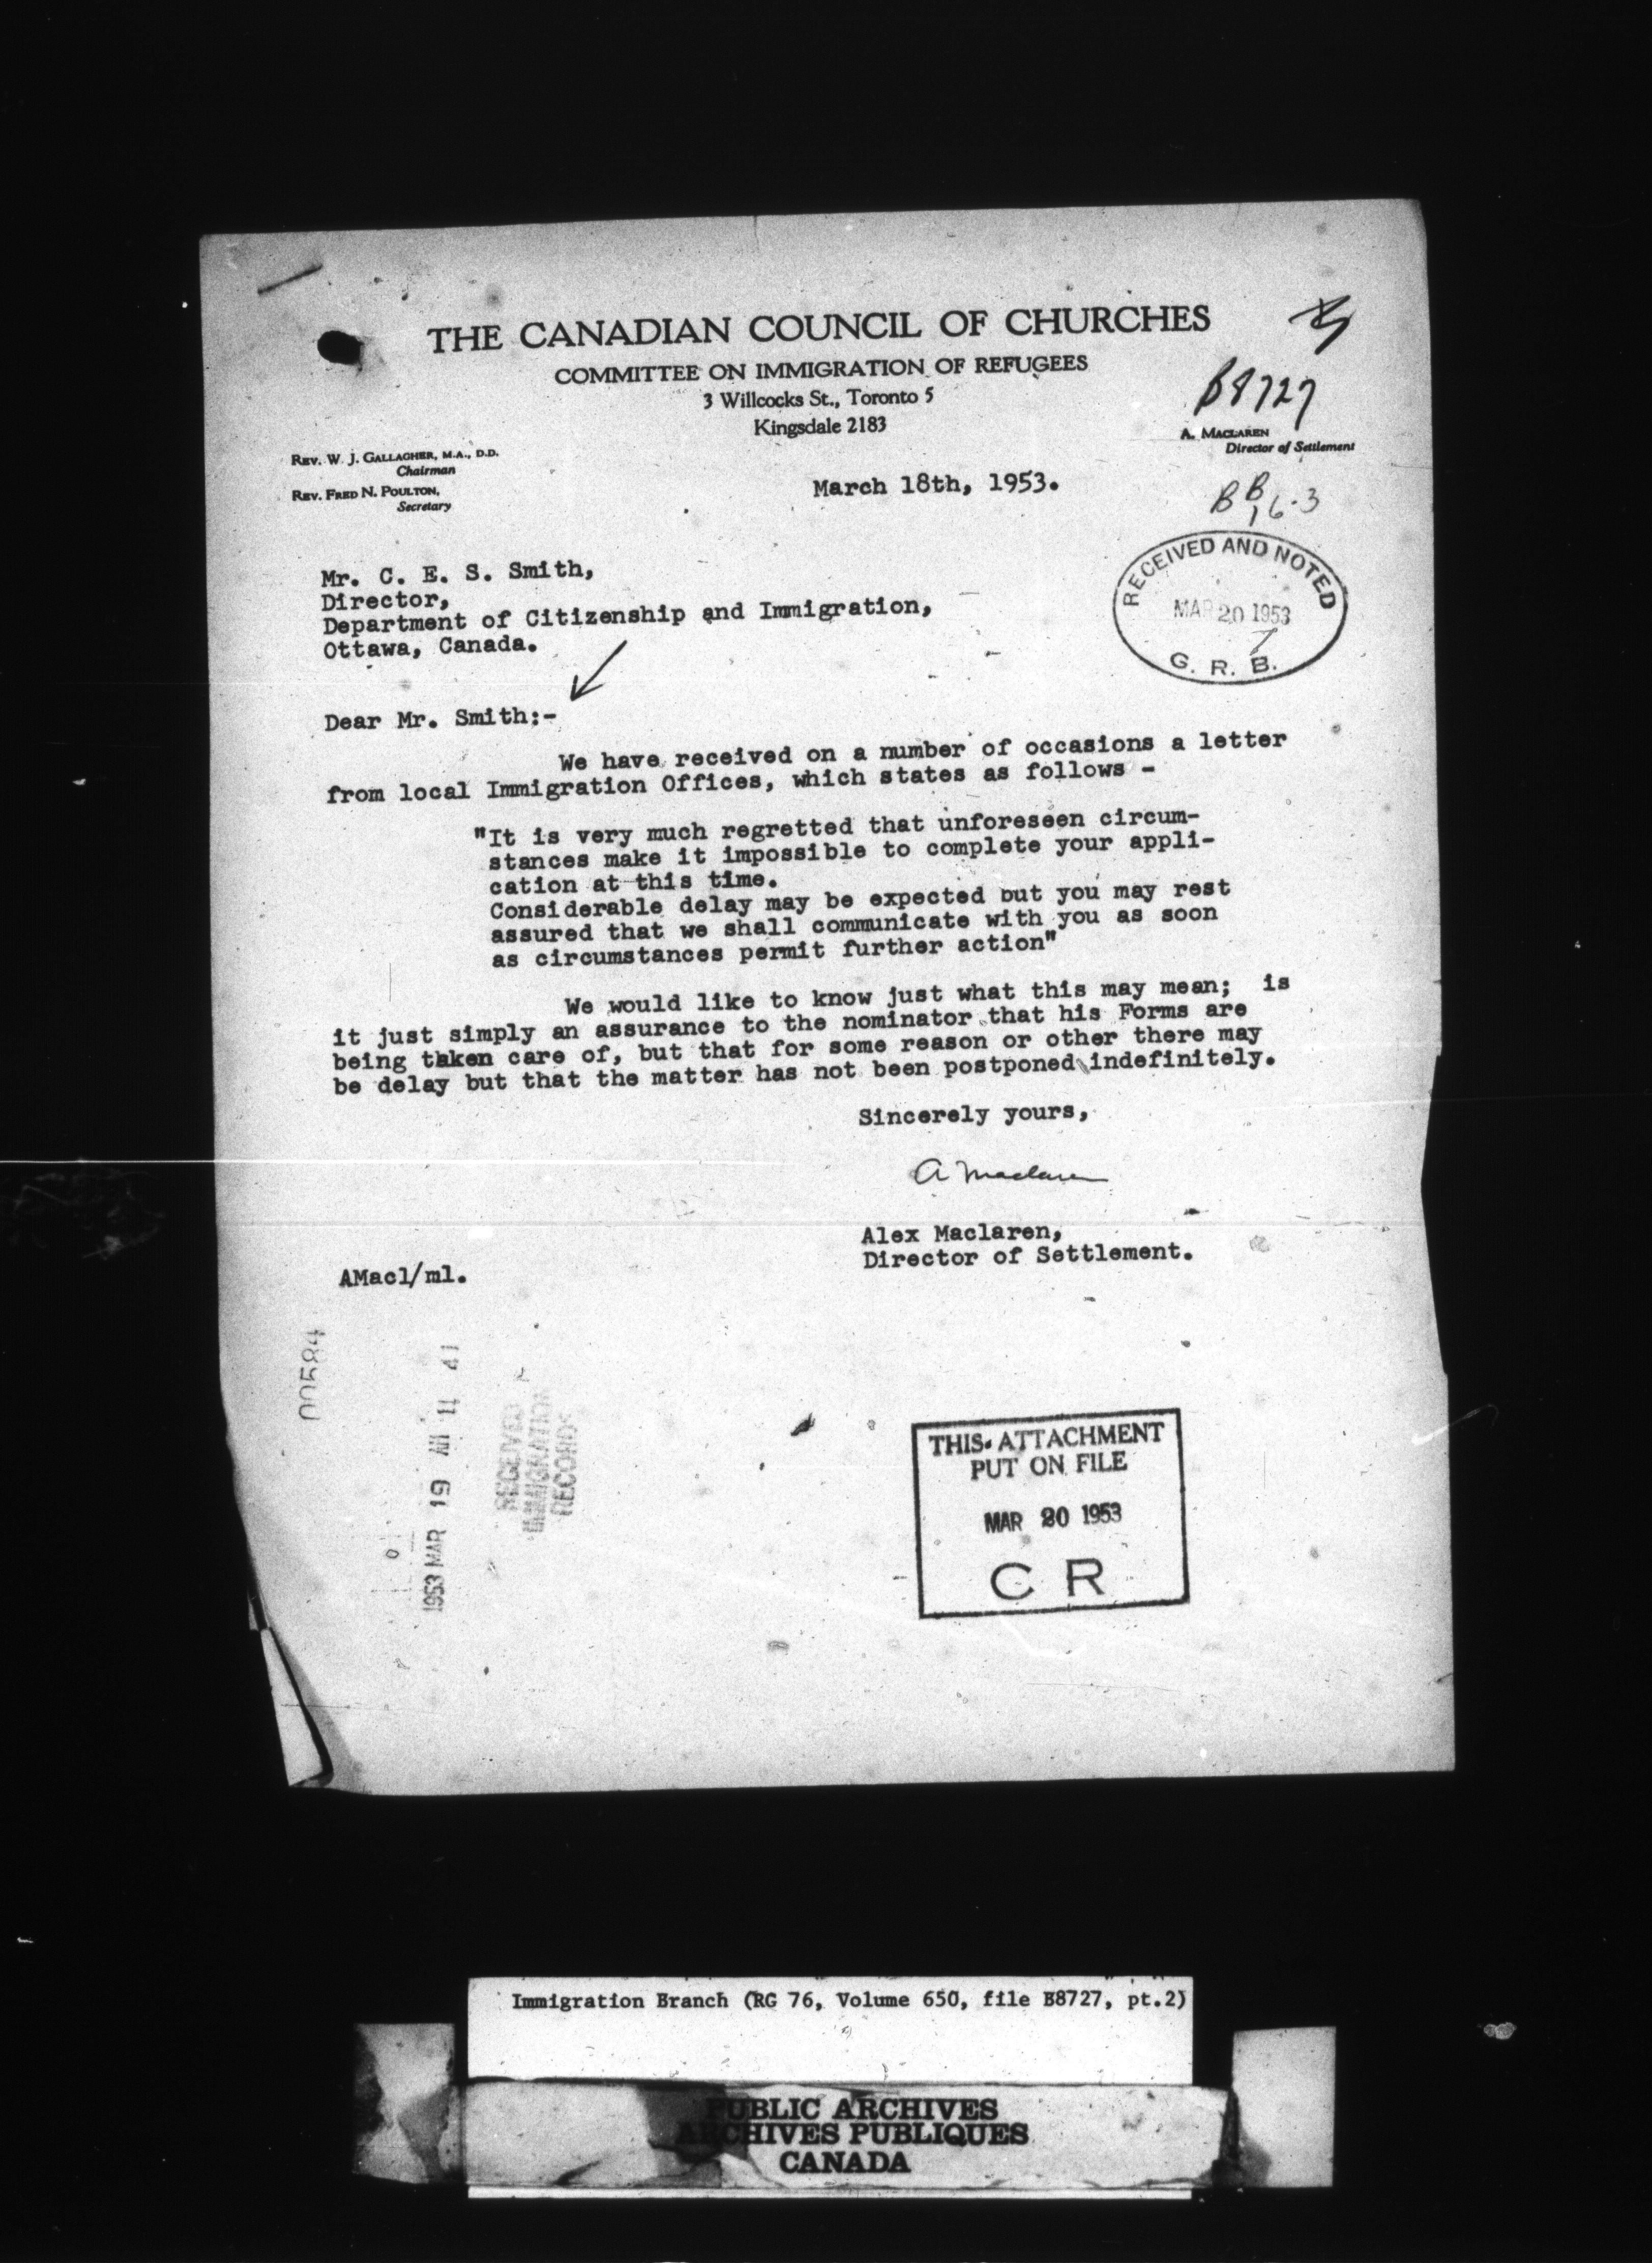 THE CANADIAN COUNCIL OF CHURCHES
COMMITTEE ON IMMIGRATION OF REFUGEES
3 Willcocks St., Toronto 5
Kingsdale 2183
B8727
A. MACLAREN
Director of Settlement
REV. W. J. GALLAGHER, M.A., D.D.
Chairman
REV. FRED N. POULTON,
Secretary
March 18th, 1953.
RECEIVED AND NOTED
MAR 20 1953
G. R. B.
Mr. C. E. S. Smith,
Director,
Department of Citizenship and Immigration,
Ottawa, Canada.
Dear Mr. Smith:-
We have received on a number of occasions a letter
from local Immigration Offices, which states as follows -
"It is very much regretted that unforeseen circum-
stances make it impossible to complete your appli-
cation at this time.
Considerable delay may be expected but you may rest
assured that we shall communicate with you as soon
as circumstances permit further action"
We would like to know just what this may mean; is
it just simply an assurance to the nominator that his Forms are
being taken care of, but that for some reason or other there may
be delay but that the matter has not been postponed indefinitely.
Sincerely yours,
A Maclaren
Alex Maclaren,
Director of Settlement.
AMacl/ml.
00584
1953 MAR 19 AM 11 41
RECEIVED
IMMIGRATION
RECORDS
THIS ATTACHMENT
PUT ON FILE
MAR 20 1953
C R
Immigration Branch (RG 76, Volume 650, file B8727, pt.2)
PUBLIC ARCHIVES
ARCHIVES PUBLIQUES
CANADA